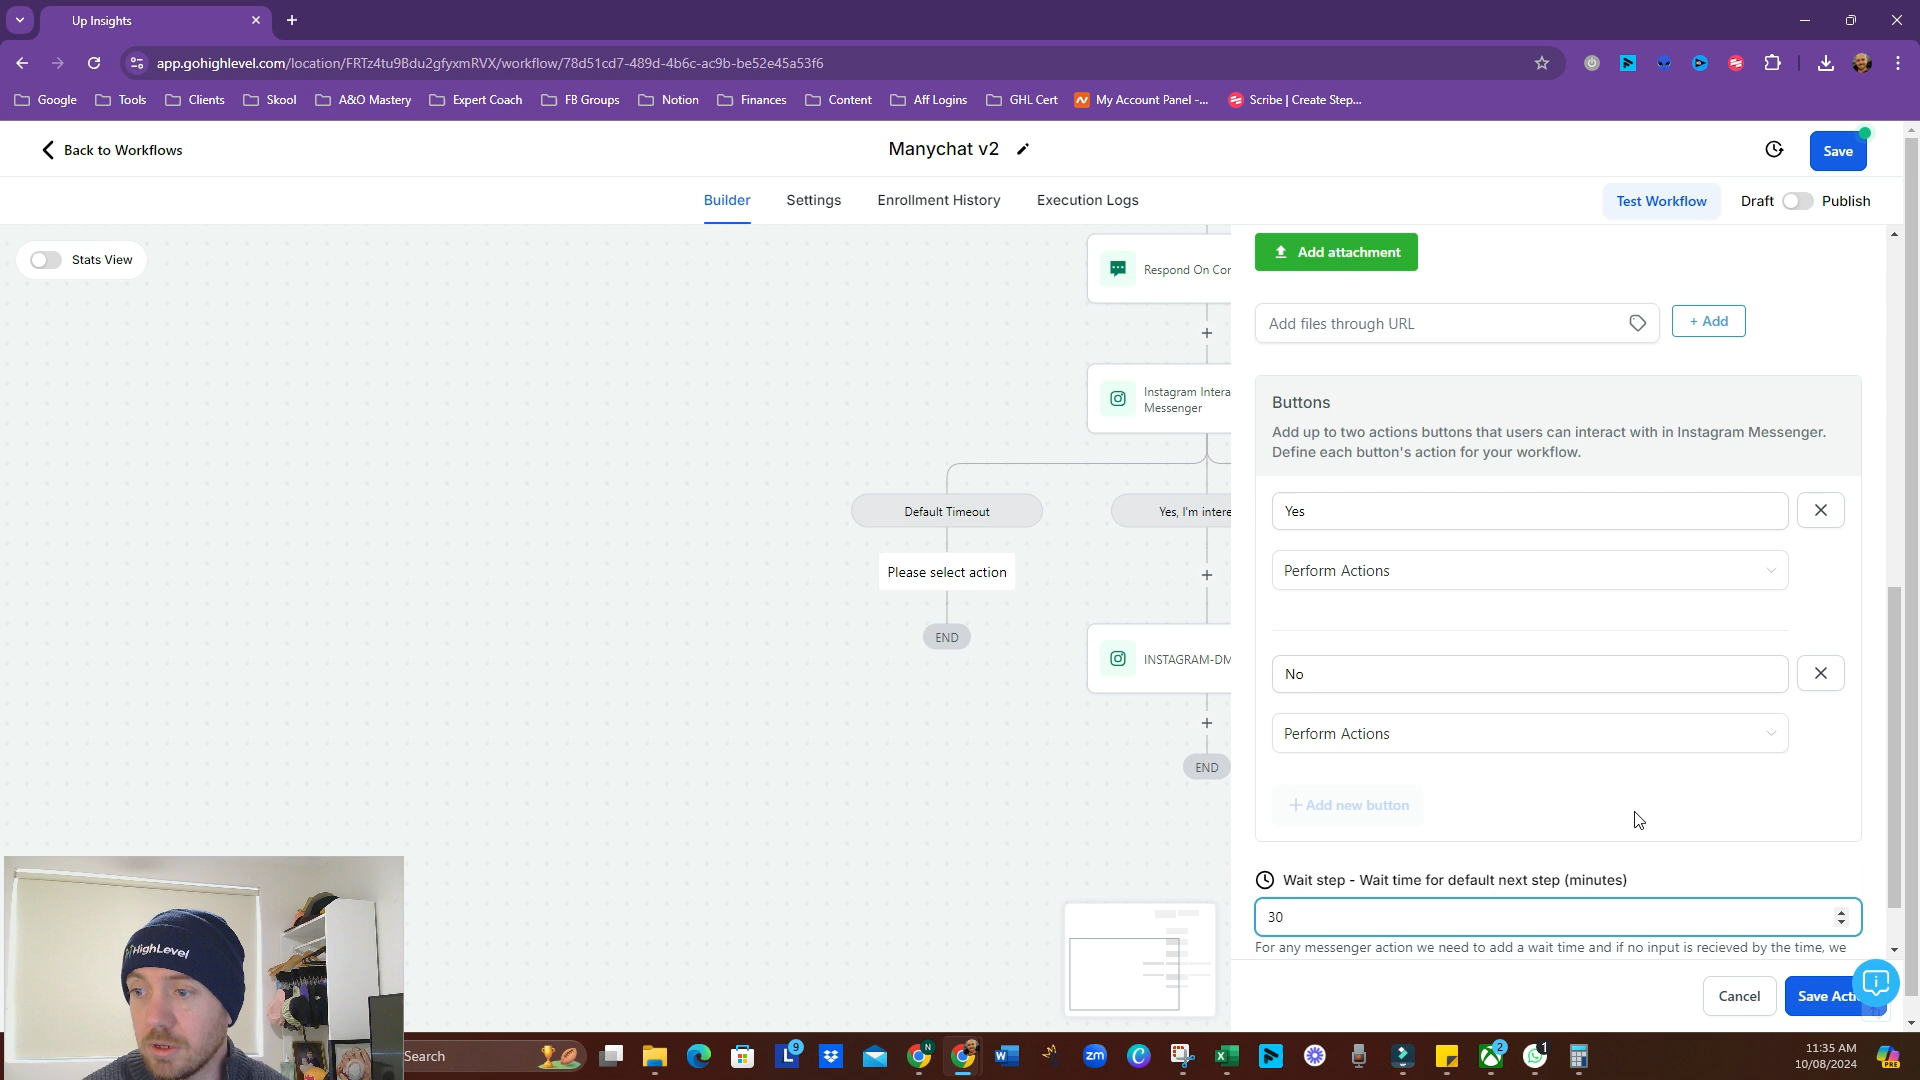 Up Insights
app.gohighlevel.com/location/FRTz4tu9Bdu2gfyxmRVX/workflow/78d51cd7-489d-4b6c-ac9b-be52e45a53f6
Google
Tools
Clients
Skool
A&O Mastery
Expert Coach
FB Groups
Notion
Finances
Content
Aff Logins
GHL Cert
My Account Panel -...
Scribe | Create Step...
Back to Workflows
Manychat v2
Save
Builder
Settings
Enrollment History
Execution Logs
Test Workflow
Draft
Publish
Stats View
Respond On Cor
Instagram Intera
Messenger
Default Timeout
Yes, I'm intere
Please select action
END
INSTAGRAM-DM
END
Add attachment
Add files through URL
+ Add
Buttons
Add up to two actions buttons that users can interact with in Instagram Messenger.
Define each button's action for your workflow.
Yes
Perform Actions
No
Perform Actions
+ Add new button
Wait step - Wait time for default next step (minutes)
30
For any messenger action we need to add a wait time and if no input is recieved by the time, we
Cancel
Save Acti
HighLevel
Search
9
N
zm
2
1
11:35 AM
10/08/2024
PRE